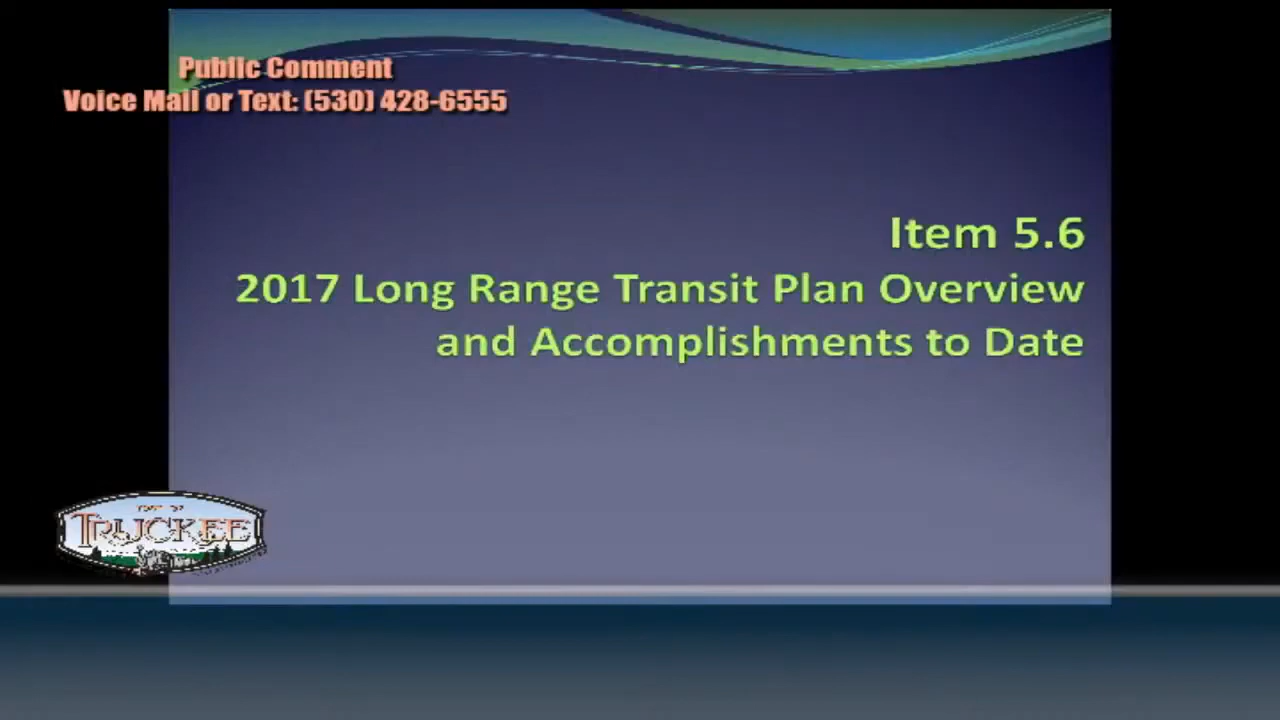 Public Comment
Voice Mail or Text: (530) 428-6555
Item 5.6
2017 Long Range Transit Plan Overview
and Accomplishments to Date
TRUCKEE